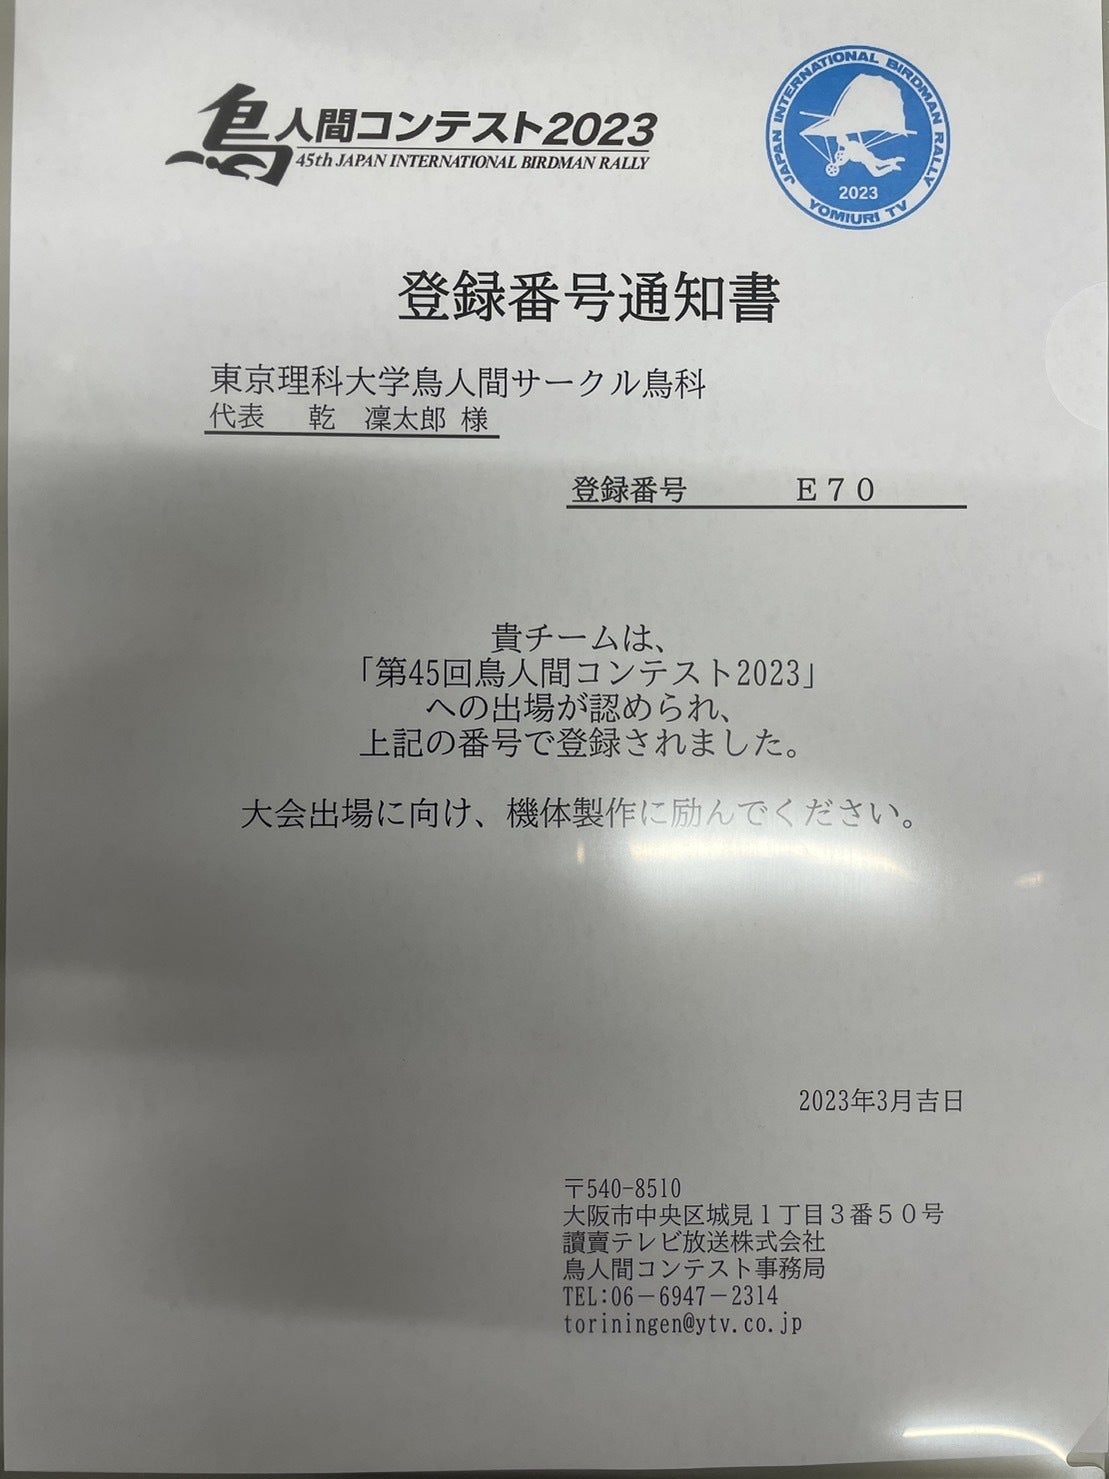 鳥人間コンテスト2023
45th JAPAN INTERNATIONAL BIRDMAN RALLY
JAPAN INTERNATIONAL BIRDMAN RALLY
2023
YOMIURI TV
登録番号通知書
東京理科大学鳥人間サークル鳥科
代表　乾　凜太郎 様
登録番号　E70
貴チームは、
「第45回鳥人間コンテスト2023」
への出場が認められ、
上記の番号で登録されました。
大会出場に向け、機体製作に励んでください。
2023年3月吉日
〒540-8510
大阪市中央区城見１丁目３番５０号
讀賣テレビ放送株式会社
鳥人間コンテスト事務局
TEL:06－6947－2314
toriningen@ytv.co.jp